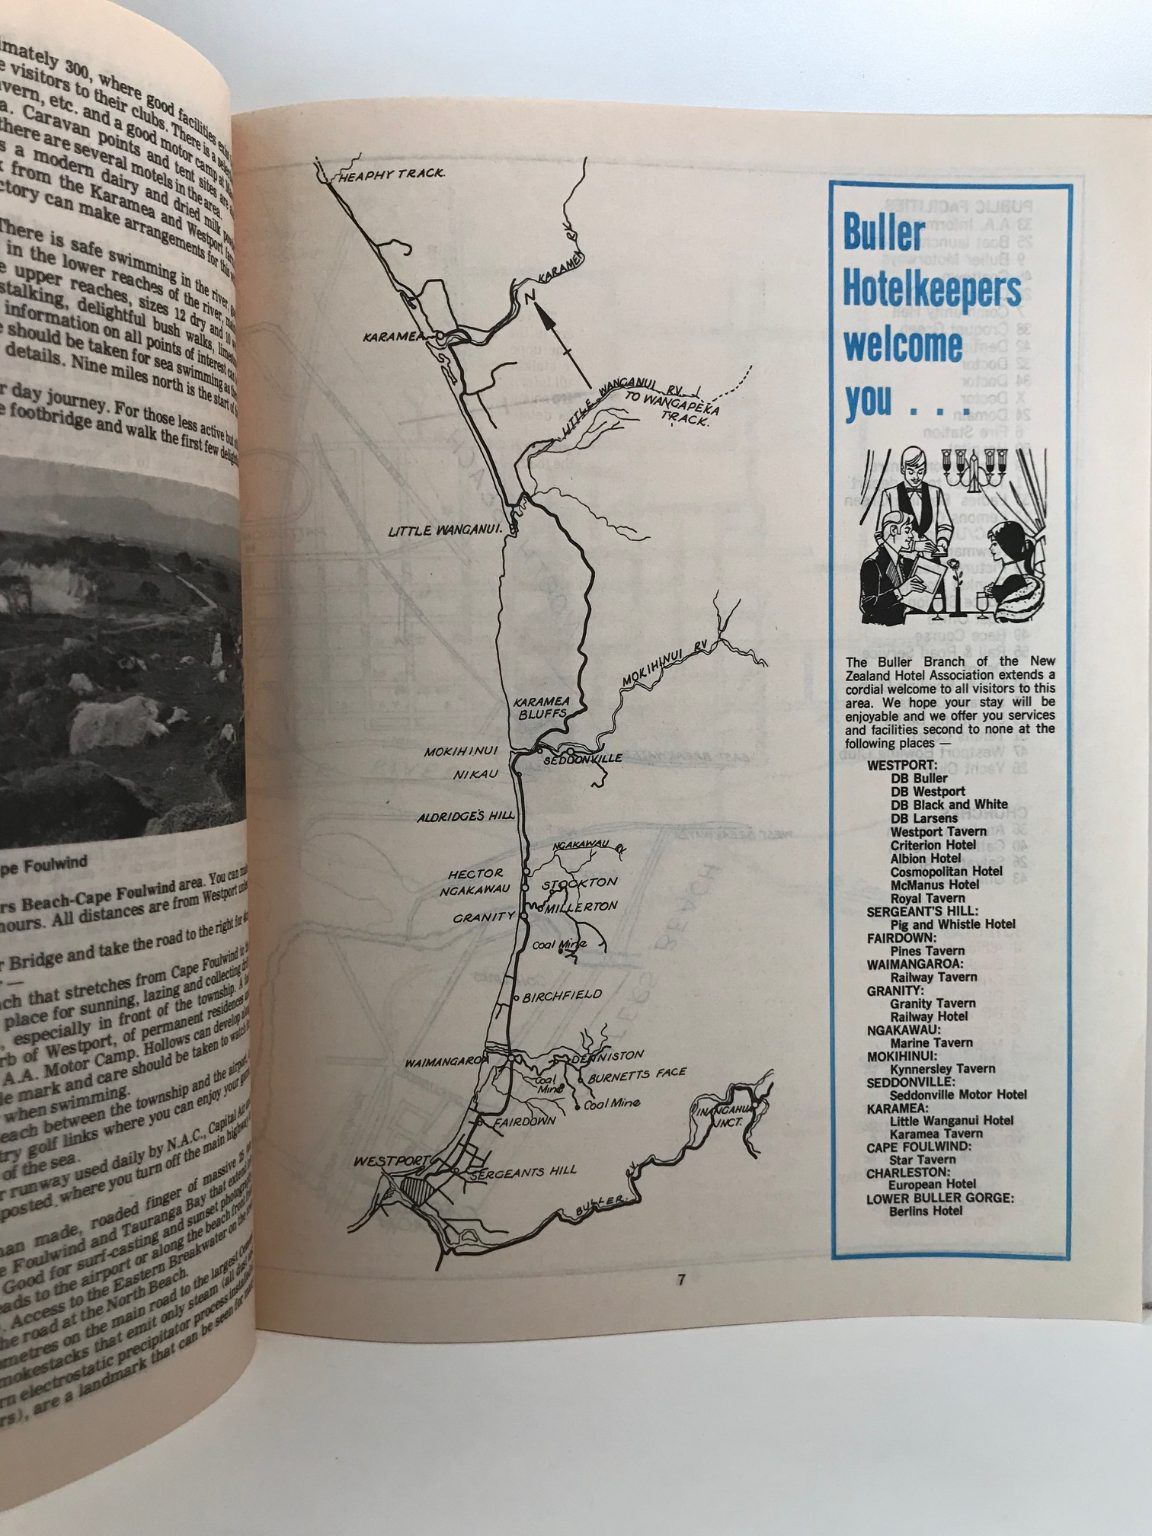 imately 300, where good facilities exist
e visitors to their clubs. There is a
vern, etc. and a good motor camp at
a. Caravan points and tent sites are
there are several motels in the area.
s a modern dairy and dried milk
k from the Karamea and Westport
ctory can make arrangements for this
There is safe swimming in the river,
in the lower reaches of the river,
e upper reaches, sizes 12 dry and 10
stalking, delightful bush walks,
information on all points of interest
e should be taken for sea swimming as
details. Nine miles north is the start of
r day journey. For those less active but
e footbridge and walk the first few
pe Foulwind
rs Beach-Cape Foulwind area. You can
hours. All distances are from Westport
r Bridge and take the road to the right for
r —
ach that stretches from Cape Foulwind to
place for sunning, lazing and collecting
, especially in front of the township. A
rb of Westport, of permanent residences
A.A. Motor Camp. Hollows can develop
le mark and care should be taken to watch
when swimming.
each between the township and the airport.
try golf links where you can enjoy your
of the sea.
r runway used daily by N.A.C., Capital Air
posted where you turn off the main highway
man made, roaded finger of massive
e Foulwind and Tauranga Bay that
Good for surf-casting and sunset
eads to the airport or along the beach from
. Access to the Eastern Breakwater on the
he road at the North Beach.
ometres on the main road to the largest
mokestacks that emit only steam (all
rn electrostatic precipitator process
rs), are a landmark that can be seen for
HEAPHY TRACK.
KARAMEA RV.
N
KARAMEA
LITTLE WANGANUI RV.
TO WANGAPEKA
TRACK.
LITTLE WANGANUI.
MOKIHINUI RV
KARAMEA
BLUFFS
MOKIHINUI
SEDDONVILLE
NIKAU
ALDRIDGE'S HILL
NGAKAWAU RV
HECTOR
STOCKTON
NGAKAWAU
MILLERTON
GRANITY
Coal Mine
BIRCHFIELD
WAIMANGAROA
DENNISTON
BURNETTS FACE
Coal
Mine
Coal Mine
FAIRDOWN
INANGAHUA
JNCT.
WESTPORT
SERGEANTS HILL
BULLER
7
Buller
Hotelkeepers
welcome
you . . .
The Buller Branch of the New
Zealand Hotel Association extends a
cordial welcome to all visitors to this
area. We hope your stay will be
enjoyable and we offer you services
and facilities second to none at the
following places —
WESTPORT:
DB Buller
DB Westport
DB Black and White
DB Larsens
Westport Tavern
Criterion Hotel
Albion Hotel
Cosmopolitan Hotel
McManus Hotel
Royal Tavern
SERGEANT'S HILL:
Pig and Whistle Hotel
FAIRDOWN:
Pines Tavern
WAIMANGAROA:
Railway Tavern
GRANITY:
Granity Tavern
Railway Hotel
NGAKAWAU:
Marine Tavern
MOKIHINUI:
Kynnersley Tavern
SEDDONVILLE:
Seddonville Motor Hotel
KARAMEA:
Little Wanganui Hotel
Karamea Tavern
CAPE FOULWIND:
Star Tavern
CHARLESTON:
European Hotel
LOWER BULLER GORGE:
Berlins Hotel